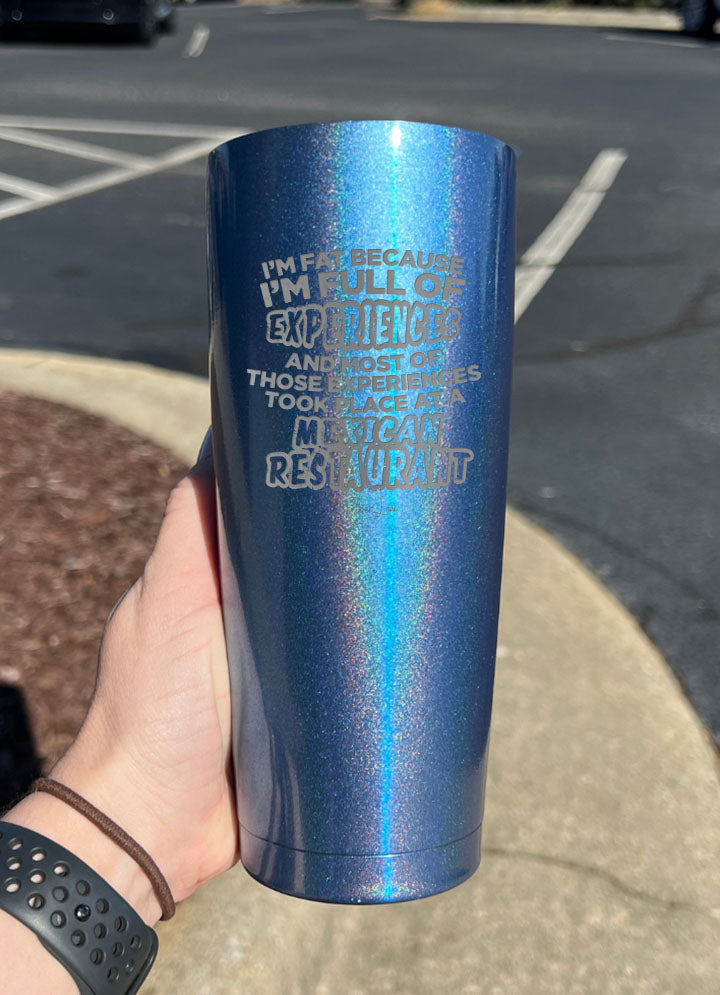 I'M FAT BECAUSE
I'M FULL OF
EXPERIENCES
AND MOST OF
THOSE EXPERIENCES
TOOK PLACE AT A
MEXICAN
RESTAURANT